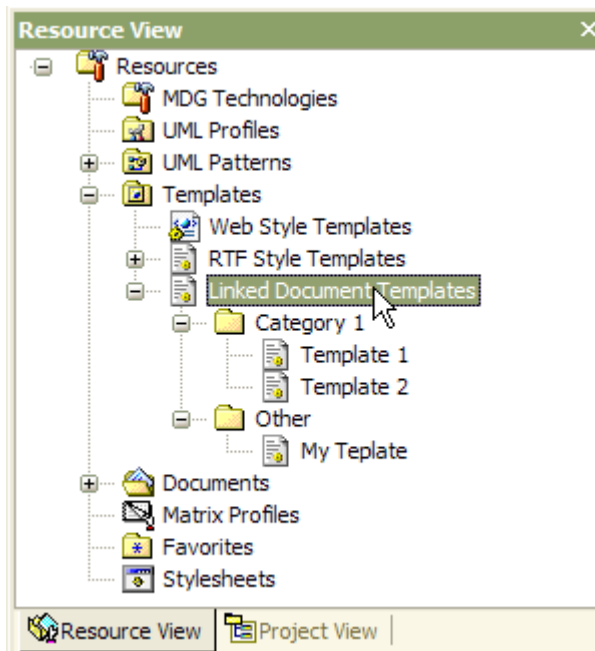 Resource View
Resources
MDG Technologies
UML Profiles
UML Patterns
Templates
Web Style Templates
RTF Style Templates
Linked Document Templates
Category 1
Template 1
Template 2
Other
My Teplate
Documents
Matrix Profiles
Favorites
Stylesheets
Resource View Project View